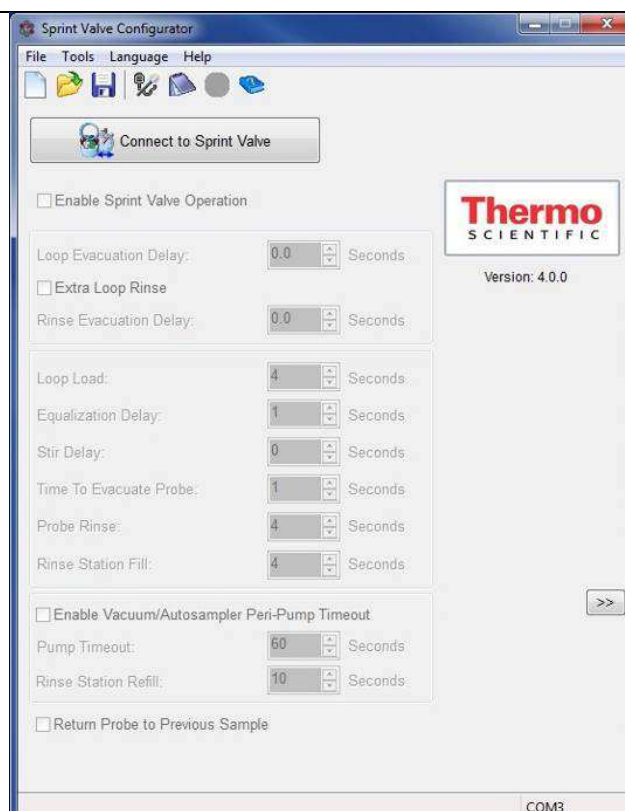 Sprint Valve Configurator
File Tools Language Help
Connect to Sprint Valve
Enable Sprint Valve Operation
Thermo
SCIENTIFIC
Version: 4.0.0
Loop Evacuation Delay: 0.0 Seconds
Extra Loop Rinse
Rinse Evacuation Delay: 0.0 Seconds
Loop Load: 4 Seconds
Equalization Delay: 1 Seconds
Stir Delay: 0 Seconds
Time To Evacuate Probe: 1 Seconds
Probe Rinse: 4 Seconds
Rinse Station Fill: 4 Seconds
>>
Enable Vacuum/Autosampler Peri-Pump Timeout
Pump Timeout: 60 Seconds
Rinse Station Refill: 10 Seconds
Return Probe to Previous Sample
COM3